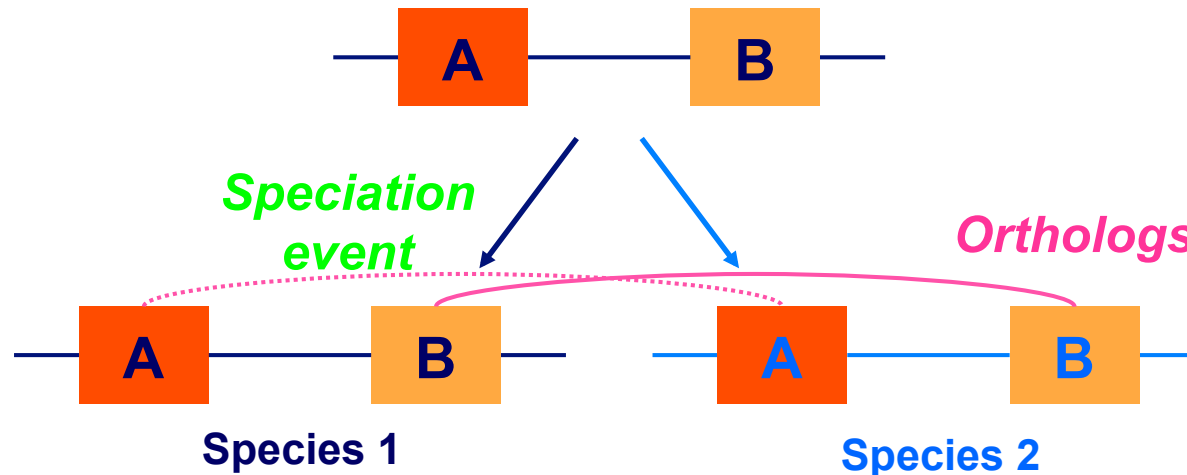 A B
Speciation
event
Orthologs
A B A B
Species 1 Species 2